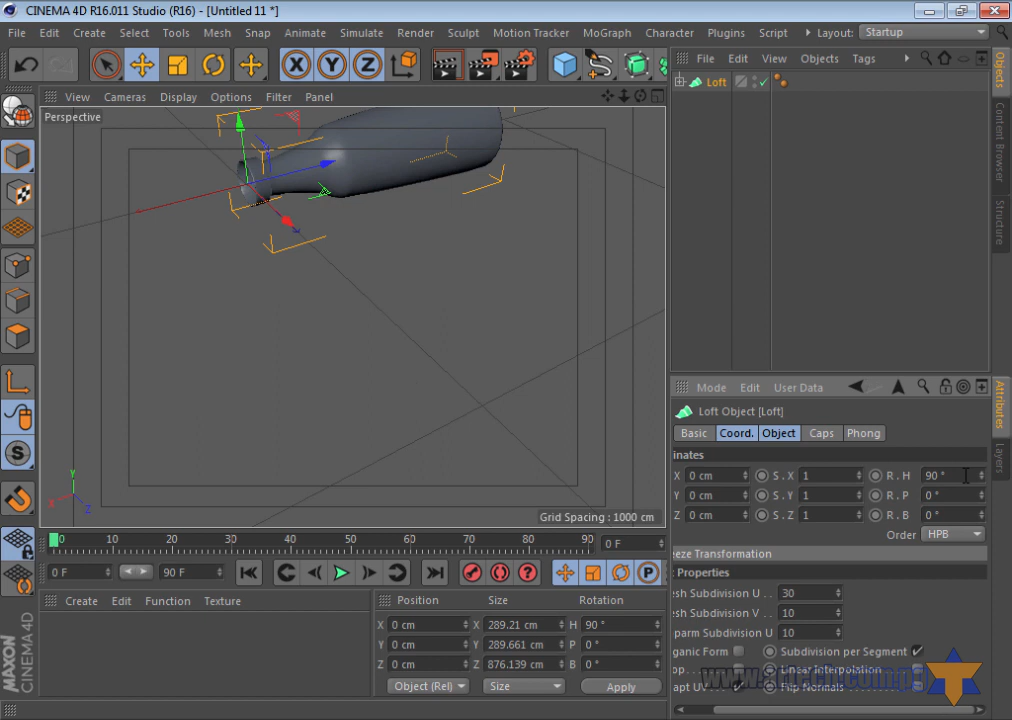 CINEMA 4D R16.011 Studio (R16) - [Untitled 11 *]
File Edit Create Select Tools Mesh Snap Animate Simulate Render Sculpt Motion Tracker MoGraph Character Plugins Script Layout: Startup
X Y Z
File Edit View Objects Tags
Loft
Objects
Content Browser
Structure
View Cameras Display Options Filter Panel
Perspective
Y
X
Z
Grid Spacing : 1000 cm
0 10 20 30 40 50 60 70 80 90 0 F
0 F 90 F P
Create Edit Function Texture
Position Size Rotation
X 0 cm X 289.21 cm H 90 °
Y 0 cm Y 289.661 cm P 0 °
Z 0 cm Z 876.139 cm B 0 °
Object (Rel) Size Apply
MAXON
CINEMA 4D
Mode Edit User Data
Loft Object [Loft]
Basic Coord. Object Caps Phong
inates
X 0 cm S . X 1 R . H 90 °
Y 0 cm S . Y 1 R . P 0 °
Z 0 cm S . Z 1 R . B 0 °
Order HPB
eeze Transformation
Properties
esh Subdivision U . . 30
esh Subdivision V . . 10
oparm Subdivision U 10
ganic Form Subdivision per Segment
op . . Linear Interpolation
apt UV . . Flip Normals . . .
Attributes
Layers